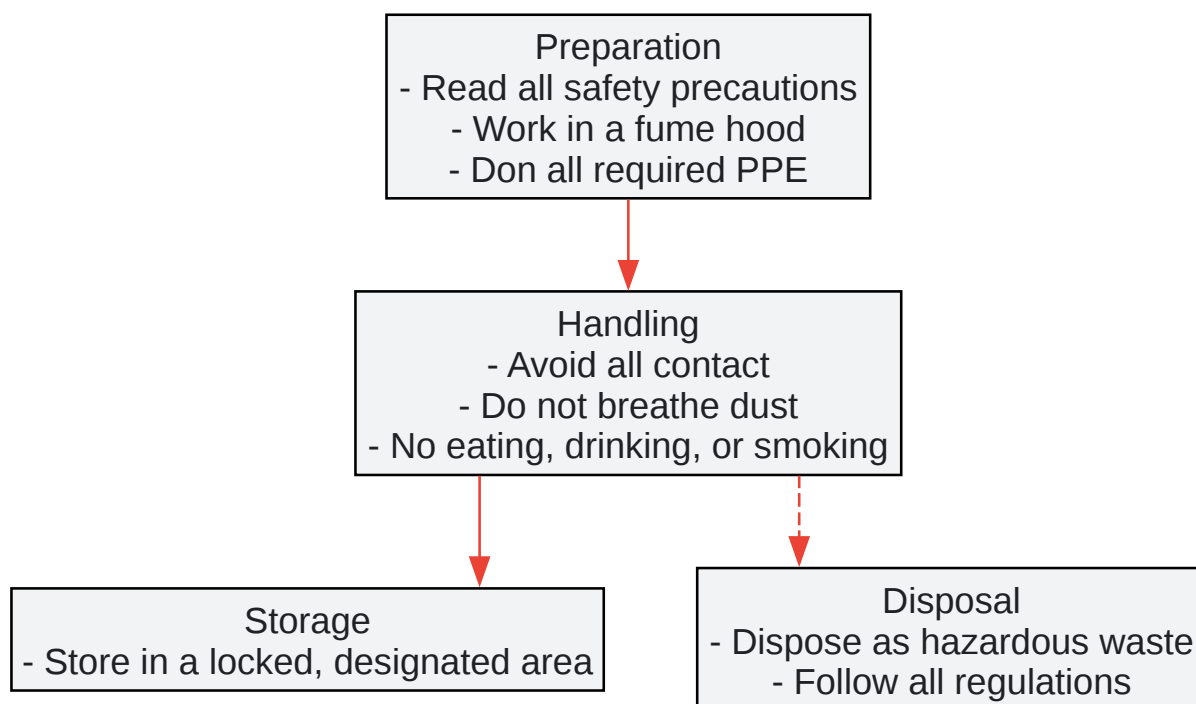 Preparation
- Read all safety precautions
- Work in a fume hood
- Don all required PPE
Handling
- Avoid all contact
- Do not breathe dust
- No eating, drinking, or smoking
Storage
- Store in a locked, designated area
Disposal
- Dispose as hazardous waste
- Follow all regulations